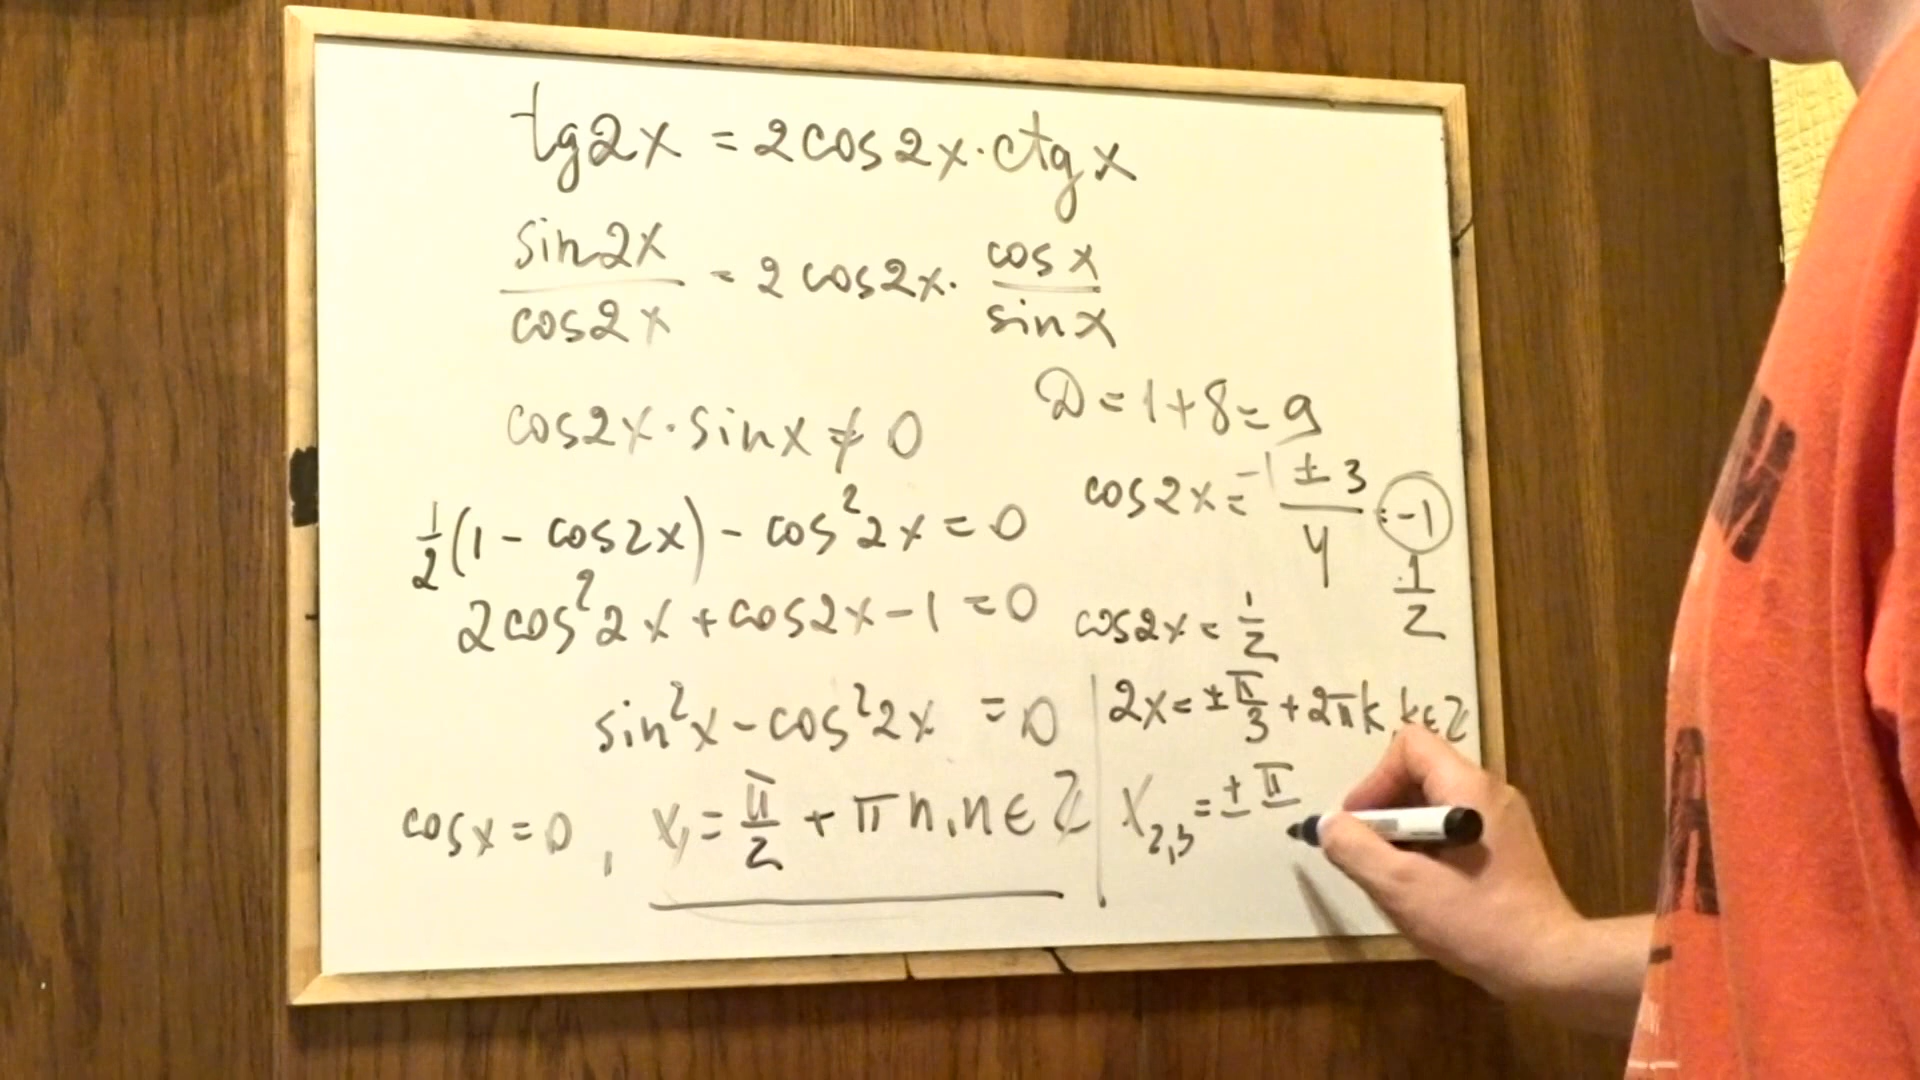 tg2x = 2cos2x·ctgx
sin2x/cos2x = 2cos2x·cosx/sinx
cos2x·sinx ≠ 0
1/2(1 - cos2x) - cos²2x = 0
2cos²2x + cos2x - 1 = 0
sin²x - cos²2x = 0
cosx = 0, x₁ = π/2 + πn, n ∈ Z
D = 1+8 = 9
cos2x = (-1 ± 3)/4 = -1
1/2
cos2x = 1/2
2x = ± π/3 + 2πk, k ∈ Z
x₂,₃ = ± π